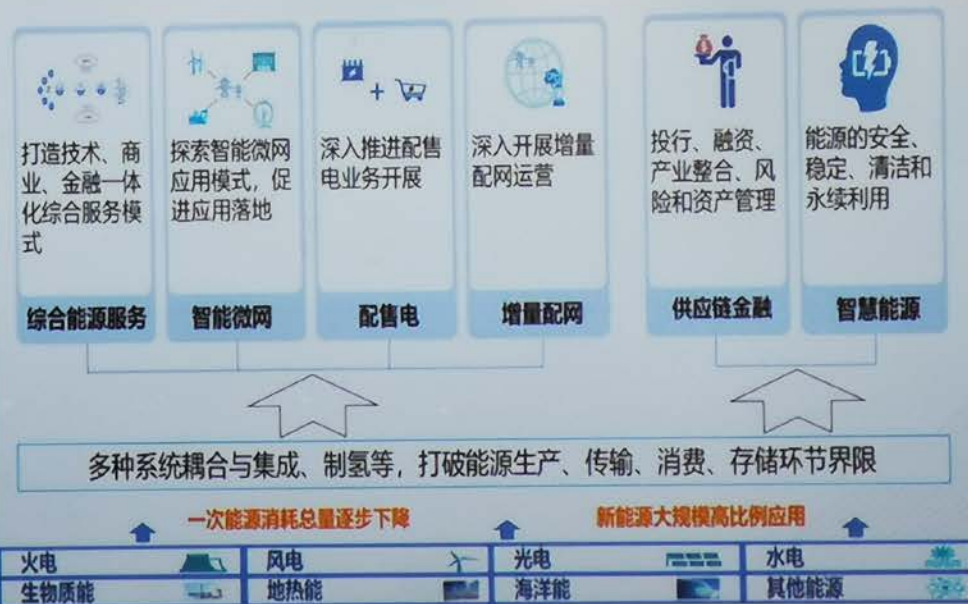 打造技术、商
业、金融一体
化综合服务模
式
综合能源服务
探索智能微网
应用模式，促
进应用落地
智能微网
深入推进配售
电业务开展
配售电
深入开展增量
配网运营
增量配网
投行、融资、
产业整合、风
险和资产管理
供应链金融
能源的安全、
稳定、清洁和
永续利用
智慧能源
多种系统耦合与集成、制氢等，打破能源生产、传输、消费、存储环节界限
一次能源消耗总量逐步下降
新能源大规模高比例应用
火电
风电
光电
水电
生物质能
地热能
海洋能
其他能源